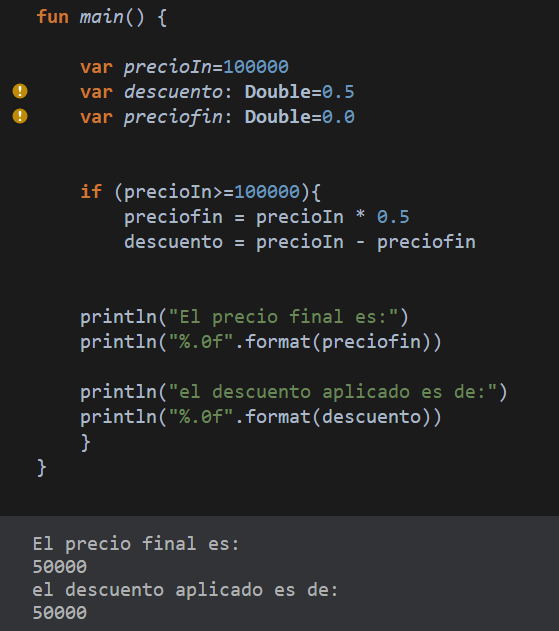 fun main() {
var precioIn=100000
var descuento: Double=0.5
var preciofin: Double=0.0
if (precioIn>=100000){
preciofin = precioIn * 0.5
descuento = precioIn - preciofin
println("El precio final es:")
println("%.0f".format(preciofin))
println("el descuento aplicado es de:")
println("%.0f".format(descuento))
}
}
El precio final es:
50000
el descuento aplicado es de:
50000